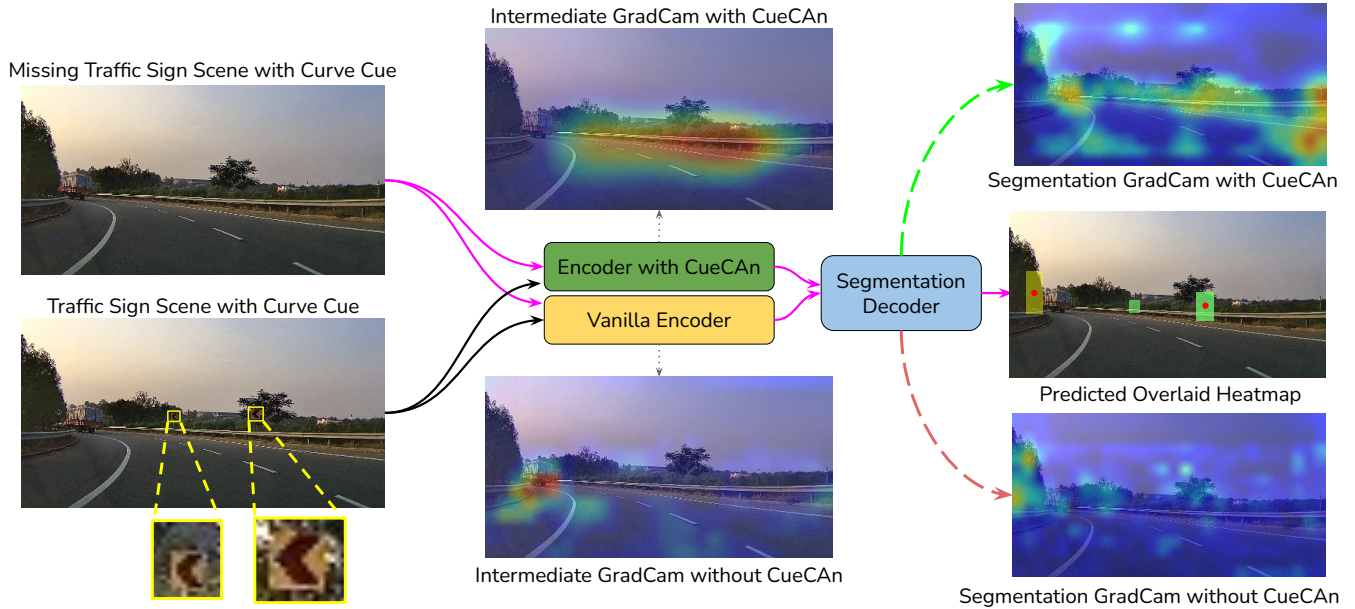 Intermediate GradCam with CueCAn
Missing Traffic Sign Scene with Curve Cue
Segmentation GradCam with CueCAn
Encoder with CueCAn
Vanilla Encoder
Segmentation
Decoder
Traffic Sign Scene with Curve Cue
Predicted Overlaid Heatmap
Intermediate GradCam without CueCAn
Segmentation GradCam without CueCAn